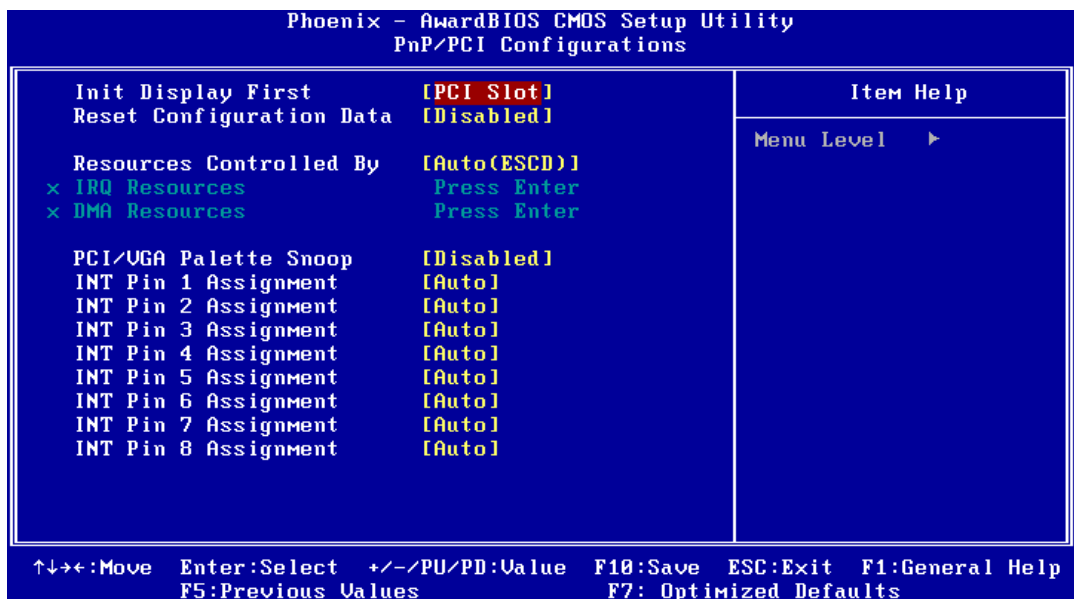 Phoenix - AwardBIOS CMOS Setup Utility
PnP/PCI Configurations
Init Display First [PCI Slot]
Reset Configuration Data [Disabled]
Resources Controlled By [Auto(ESCD)]
x IRQ Resources Press Enter
x DMA Resources Press Enter
PCI/VGA Palette Snoop [Disabled]
INT Pin 1 Assignment [Auto]
INT Pin 2 Assignment [Auto]
INT Pin 3 Assignment [Auto]
INT Pin 4 Assignment [Auto]
INT Pin 5 Assignment [Auto]
INT Pin 6 Assignment [Auto]
INT Pin 7 Assignment [Auto]
INT Pin 8 Assignment [Auto]
Item Help
Menu Level ►
↑↓→←:Move Enter:Select +/-/PU/PD:Value F10:Save ESC:Exit F1:General Help
F5:Previous Values F7: Optimized Defaults